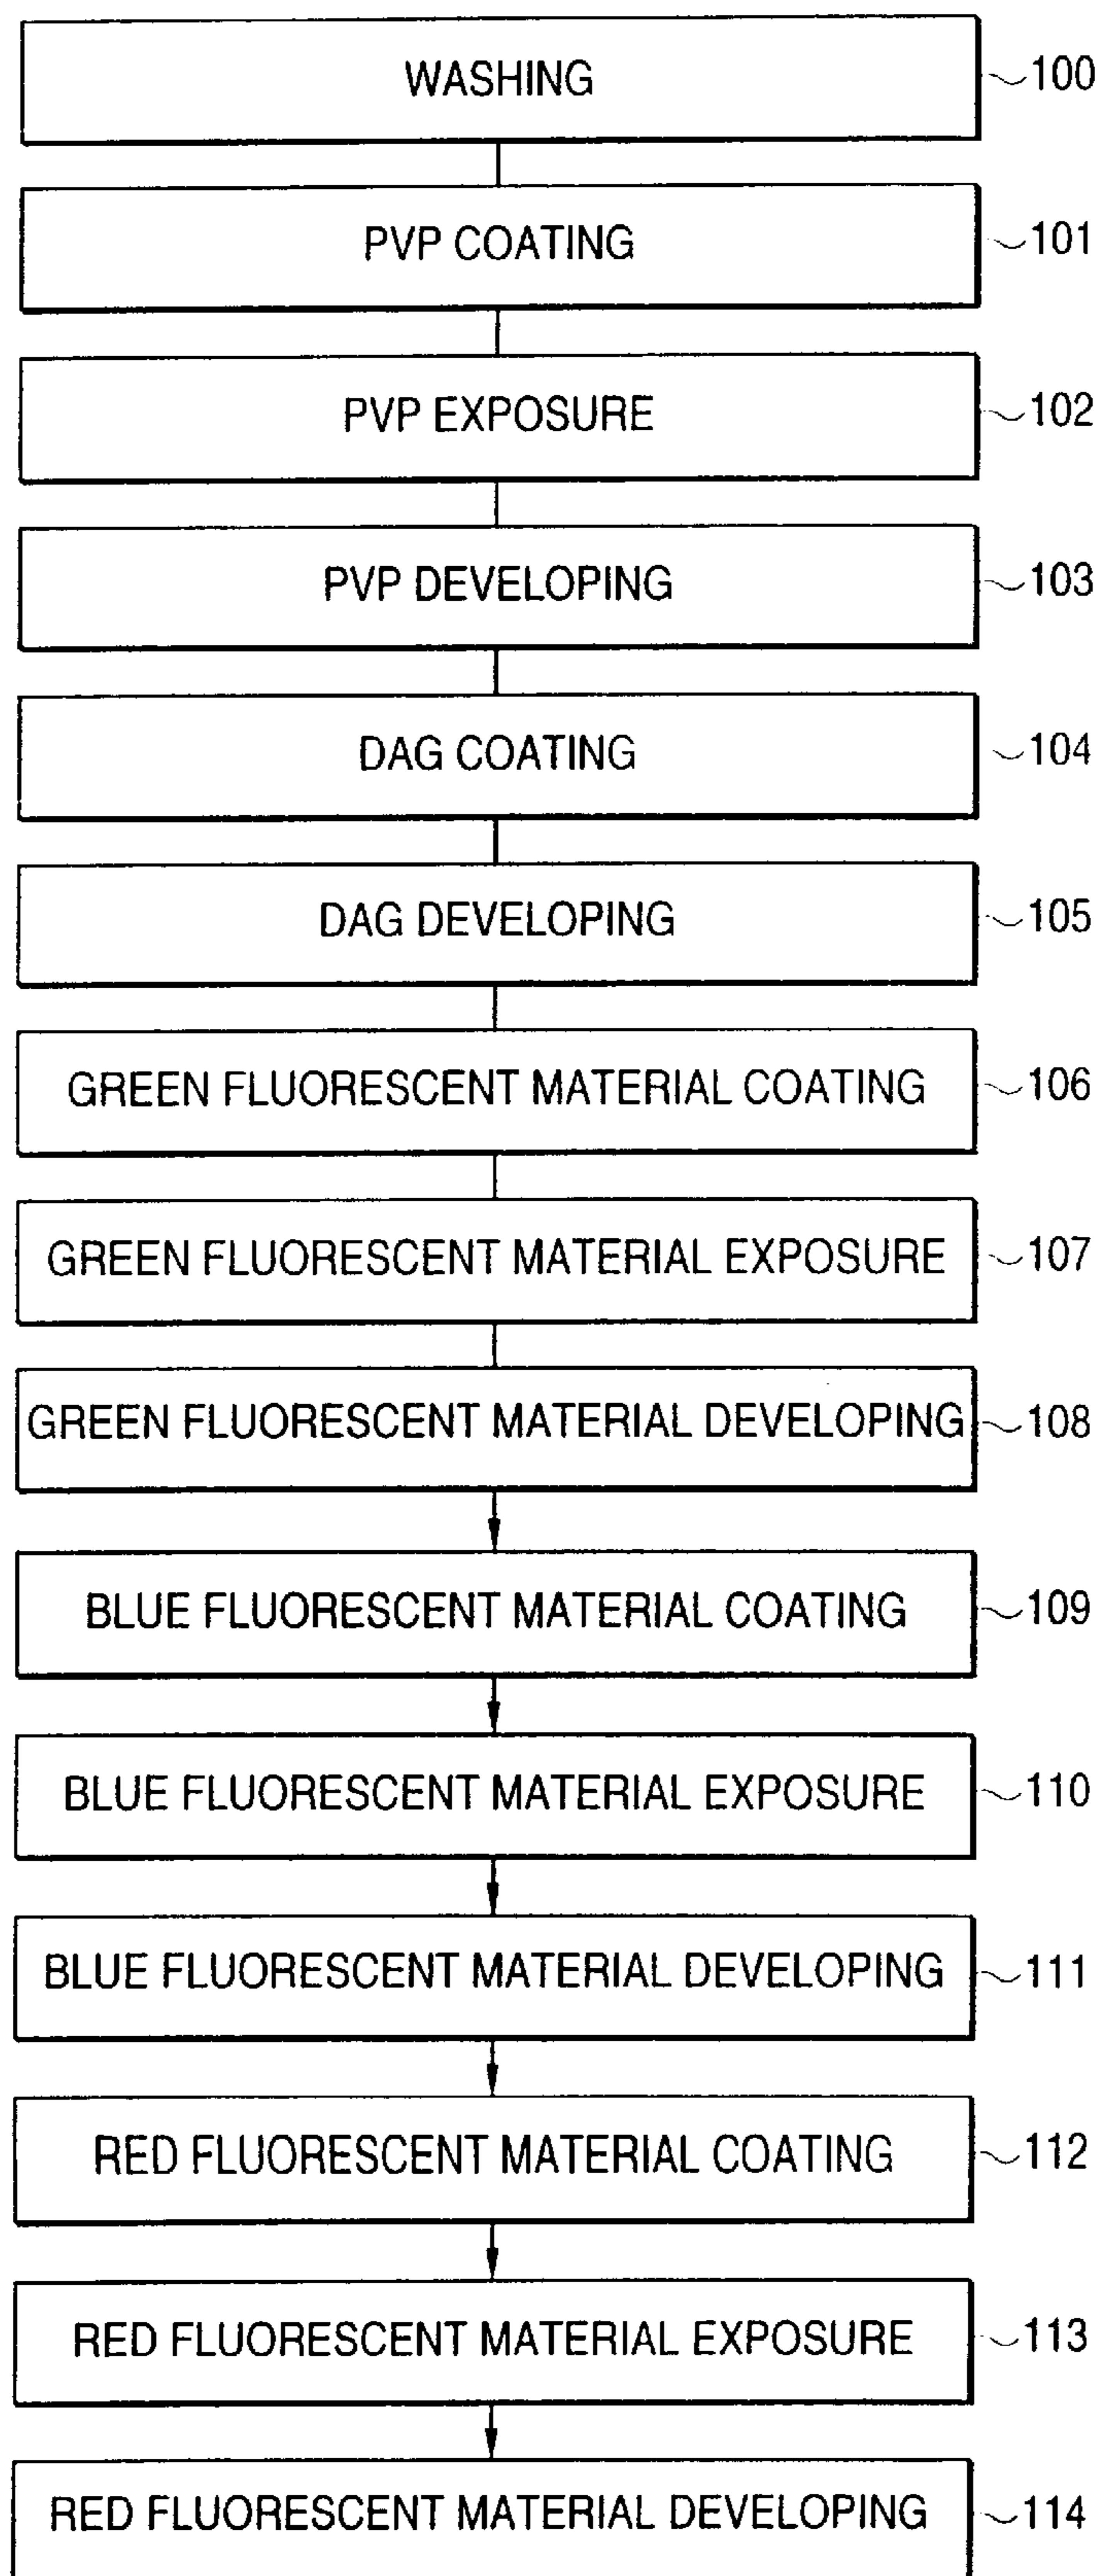 WASHING 100
PVP COATING 101
PVP EXPOSURE 102
PVP DEVELOPING 103
DAG COATING 104
DAG DEVELOPING 105
GREEN FLUORESCENT MATERIAL COATING 106
GREEN FLUORESCENT MATERIAL EXPOSURE 107
GREEN FLUORESCENT MATERIAL DEVELOPING 108
BLUE FLUORESCENT MATERIAL COATING 109
BLUE FLUORESCENT MATERIAL EXPOSURE 110
BLUE FLUORESCENT MATERIAL DEVELOPING 111
RED FLUORESCENT MATERIAL COATING 112
RED FLUORESCENT MATERIAL EXPOSURE 113
RED FLUORESCENT MATERIAL DEVELOPING 114